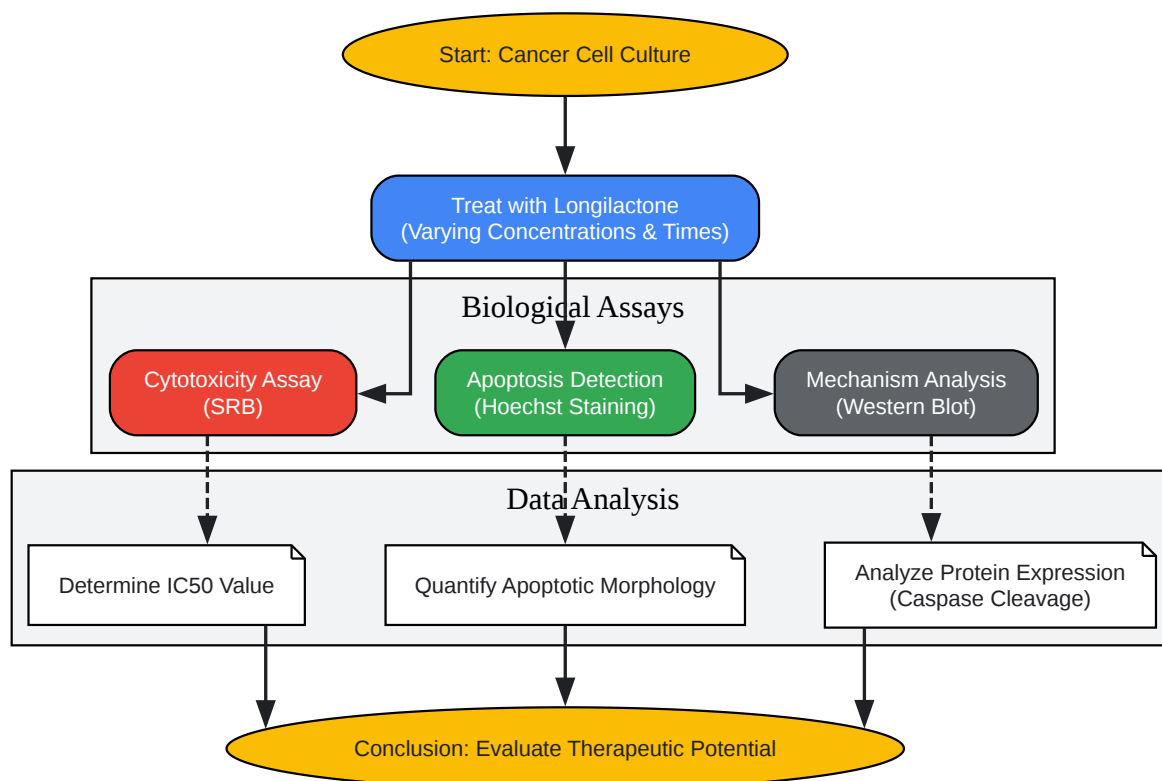 Start: Cancer Cell Culture
Treat with Longilactone
(Varying Concentrations & Times)
Biological Assays
Cytotoxicity Assay
(SRB)
Apoptosis Detection
(Hoechst Staining)
Mechanism Analysis
(Western Blot)
Data Analysis
Determine IC50 Value
Quantify Apoptotic Morphology
Analyze Protein Expression
(Caspase Cleavage)
Conclusion: Evaluate Therapeutic Potential